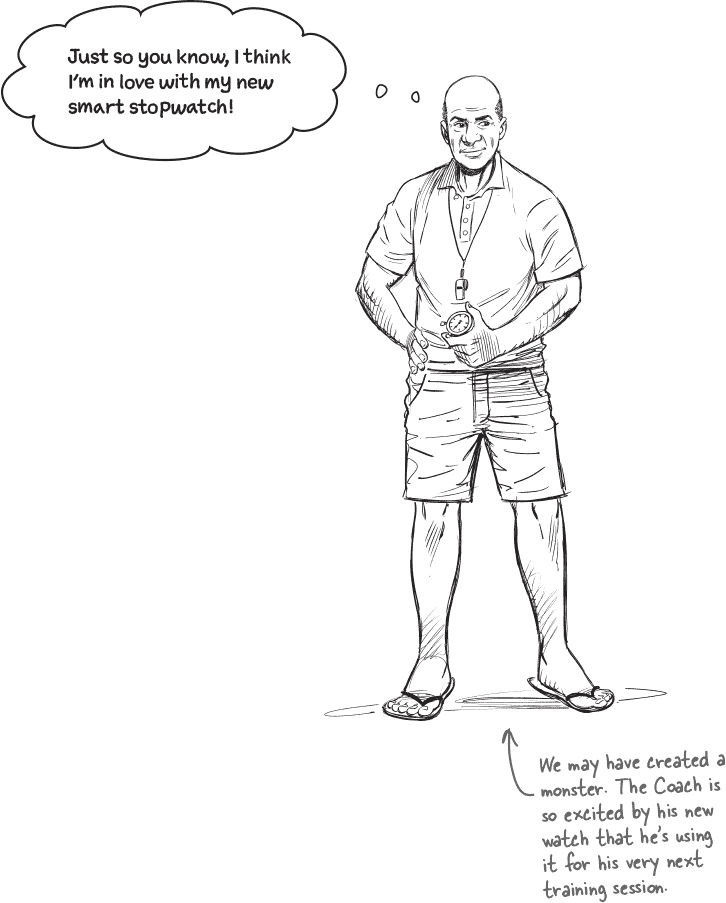 Just so you know, I think
I'm in love with my new
smart stopwatch!
We may have created a
monster. The Coach is
so excited by his new
watch that he's using
it for his very next
training session.